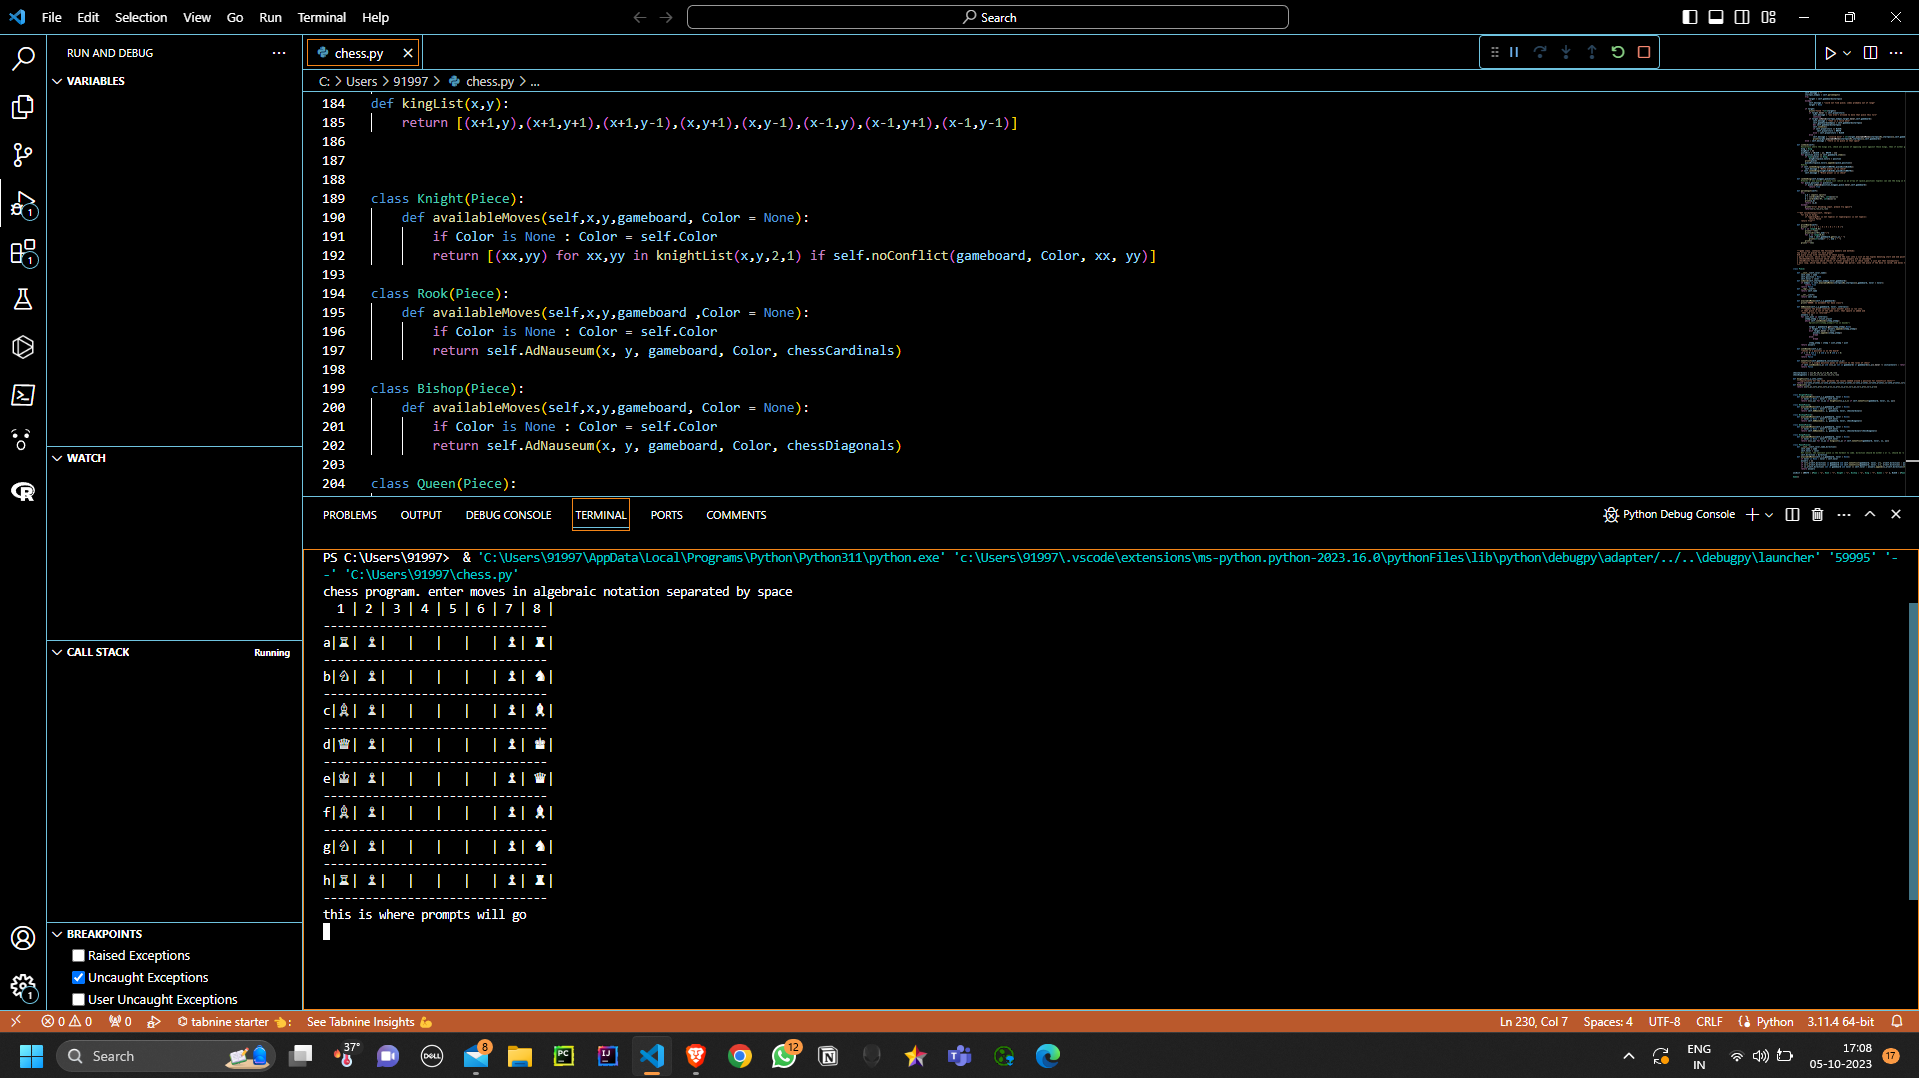 File Edit Selection View Go Run Terminal Help
Search
RUN AND DEBUG
chess.py
VARIABLES
C: > Users > 91997 > chess.py > ...
184 def kingList(x,y):
185 return [(x+1,y),(x+1,y+1),(x+1,y-1),(x,y+1),(x,y-1),(x-1,y),(x-1,y+1),(x-1,y-1)]
186
187
188
189 class Knight(Piece):
190 def availableMoves(self,x,y,gameboard, Color = None):
191 if Color is None : Color = self.Color
192 return [(xx,yy) for xx,yy in knightList(x,y,2,1) if self.noConflict(gameboard, Color, xx, yy)]
193
194 class Rook(Piece):
195 def availableMoves(self,x,y,gameboard ,Color = None):
196 if Color is None : Color = self.Color
197 return self.AdNauseum(x, y, gameboard, Color, chessCardinals)
198
199 class Bishop(Piece):
200 def availableMoves(self,x,y,gameboard, Color = None):
201 if Color is None : Color = self.Color
202 return self.AdNauseum(x, y, gameboard, Color, chessDiagonals)
203
204 class Queen(Piece):
WATCH
CALL STACK Running
BREAKPOINTS
Raised Exceptions
Uncaught Exceptions
User Uncaught Exceptions
PROBLEMS OUTPUT DEBUG CONSOLE TERMINAL PORTS COMMENTS
Python Debug Console
PS C:\Users\91997> & 'C:\Users\91997\AppData\Local\Programs\Python\Python311\python.exe' 'c:\Users\91997\.vscode\extensions\ms-python.python-2023.16.0\pythonFiles\lib\python\debugpy\adapter/../..\debugpy\launcher' '59995' '-
-' 'C:\Users\91997\chess.py'
chess program. enter moves in algebraic notation separated by space
1 | 2 | 3 | 4 | 5 | 6 | 7 | 8 |
--------------------------------
a|♖| ♗| | | | | ♝| ♜|
--------------------------------
b|♘| ♗| | | | | ♝| ♞|
--------------------------------
c|♗| ♗| | | | | ♝| ♝|
--------------------------------
d|♛| ♗| | | | | ♝| ♚|
--------------------------------
e|♔| ♗| | | | | ♝| ♛|
--------------------------------
f|♗| ♗| | | | | ♝| ♝|
--------------------------------
g|♘| ♗| | | | | ♝| ♞|
--------------------------------
h|♖| ♗| | | | | ♝| ♜|
--------------------------------
this is where prompts will go
0 0 0 tabnine starter 👈: See Tabnine Insights 💪
Ln 230, Col 7 Spaces: 4 UTF-8 CRLF {} Python 3.11.4 64-bit
Search
37°
DELL
8
PC
IJ
12
ENG
IN
17:08
05-10-2023
17